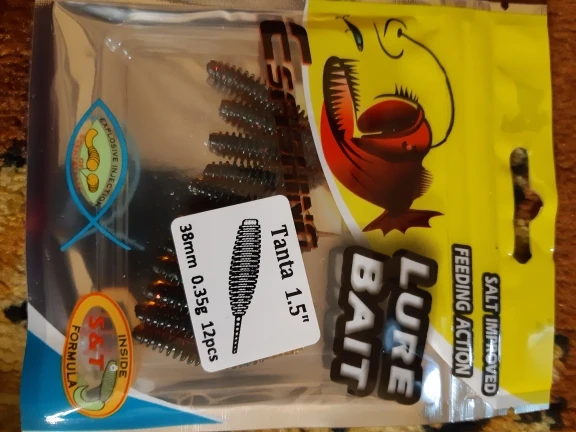 SALT IMPROVED
FEEDING ACTION
LURE
BAIT
EXPLOSIVE INJECTION
Tanta 1.5"
38mm 0.35g 12pcs
INSIDE
S&T
FORMULA